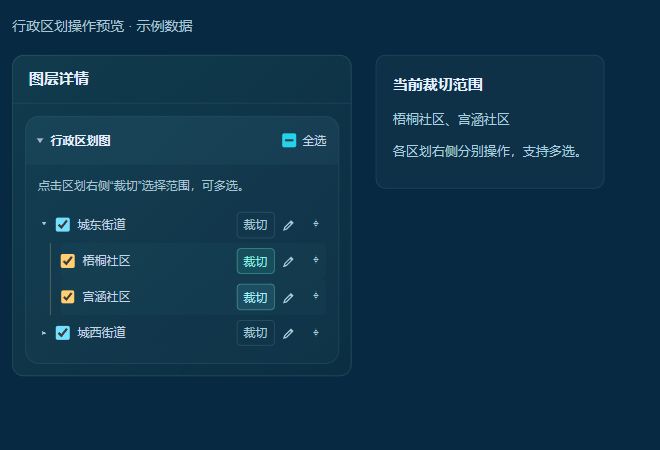 行政区划操作预览 · 示例数据
图层详情
行政区划图 全选
点击区划右侧“裁切”选择范围，可多选。
城东街道 裁切
梧桐社区 裁切
宫涵社区 裁切
城西街道 裁切
当前裁切范围
梧桐社区、宫涵社区
各区划右侧分别操作，支持多选。